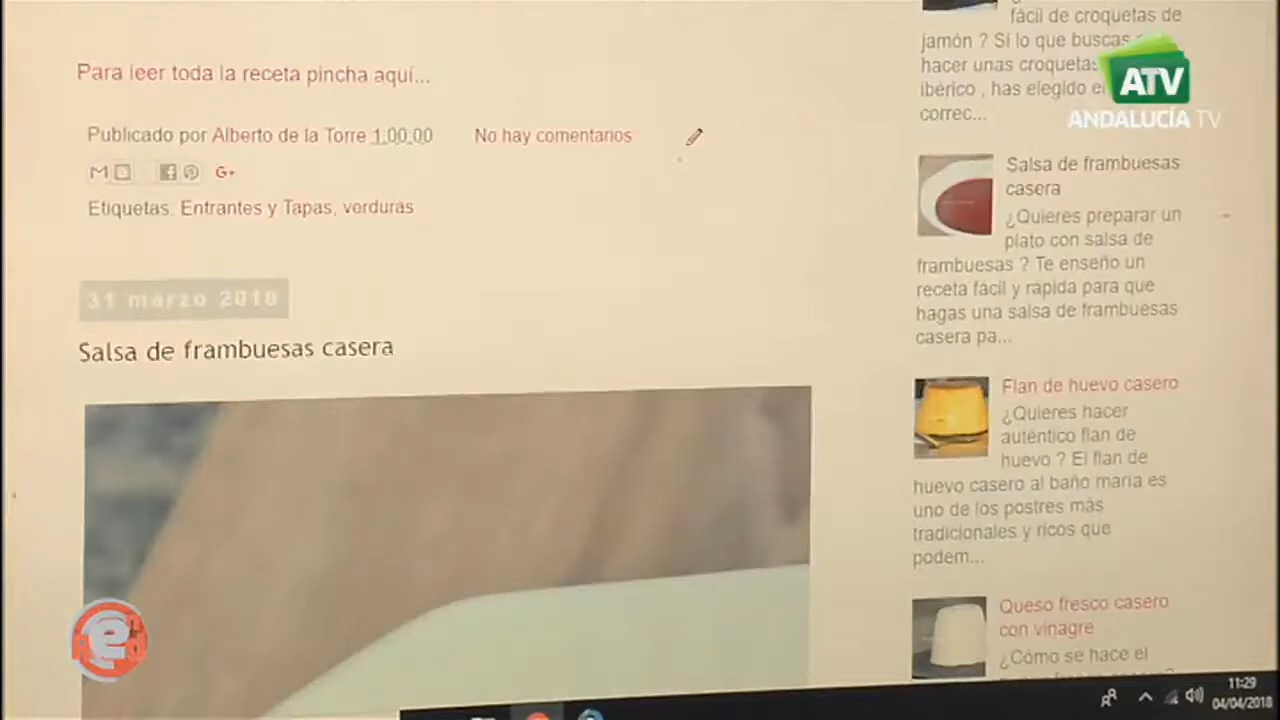 Para leer toda la receta pincha aquí...
Publicado por Alberto de la Torre 1:00:00
No hay comentarios
G+
Etiquetas: Entrantes y Tapas, verduras
31 marzo 2018
Salsa de frambuesas casera
fácil de croquetas de
jamón ? Si lo que buscas
hacer unas croquetas
ibérico , has elegido
correc...
Salsa de frambuesas
casera
¿Quieres preparar un
plato con salsa de
frambuesas ? Te enseño un
receta fácil y rápida para que
hagas una salsa de frambuesas
casera pa...
Flan de huevo casero
¿Quieres hacer
auténtico flan de
huevo ? El flan de
huevo casero al baño maría es
uno de los postres más
tradicionales y ricos que
podem...
Queso fresco casero
con vinagre
¿Cómo se hace el
ATV
ANDALUCÍA TV
e
11:29
04/04/2018